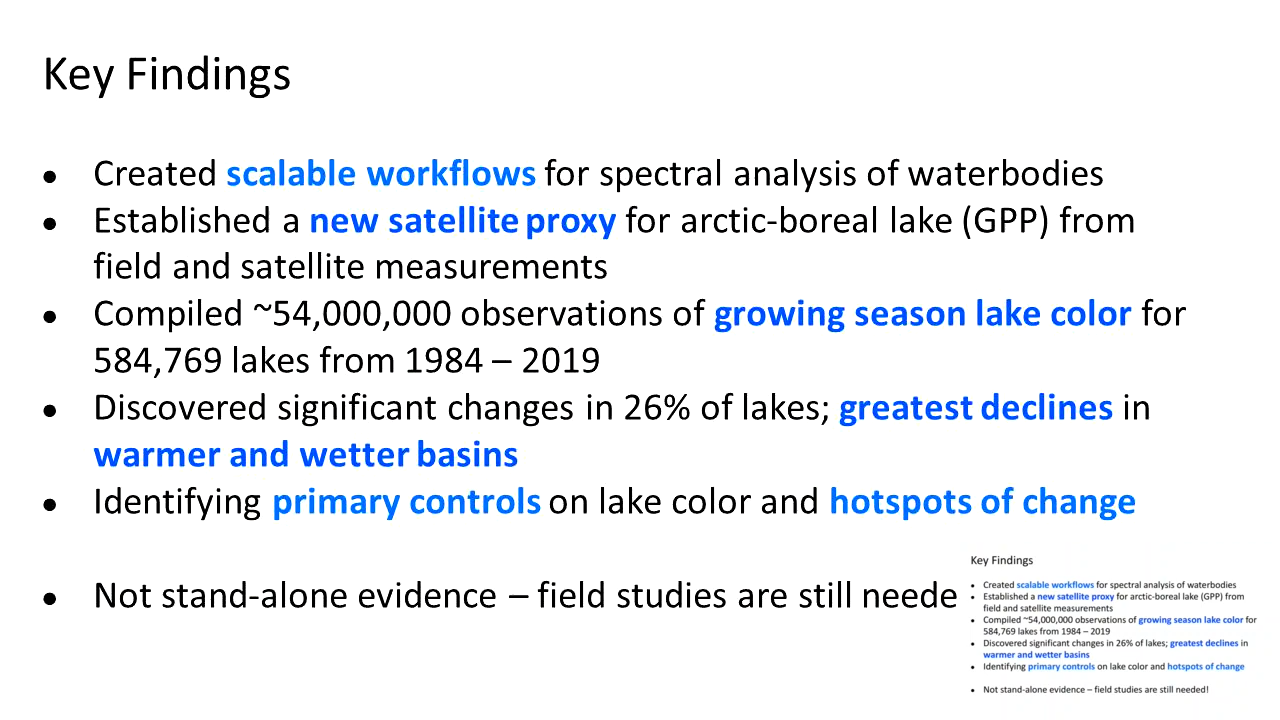 Key Findings
● Created scalable workflows for spectral analysis of waterbodies
● Established a new satellite proxy for arctic-boreal lake (GPP) from
field and satellite measurements
● Compiled ~54,000,000 observations of growing season lake color for
584,769 lakes from 1984 – 2019
● Discovered significant changes in 26% of lakes; greatest declines in
warmer and wetter basins
● Identifying primary controls on lake color and hotspots of change
● Not stand-alone evidence – field studies are still neede
Key Findings
● Created scalable workflows for spectral analysis of waterbodies
● Established a new satellite proxy for arctic-boreal lake (GPP) from
field and satellite measurements
● Compiled ~54,000,000 observations of growing season lake color for
584,769 lakes from 1984 – 2019
● Discovered significant changes in 26% of lakes; greatest declines in
warmer and wetter basins
● Identifying primary controls on lake color and hotspots of change
● Not stand-alone evidence – field studies are still needed!